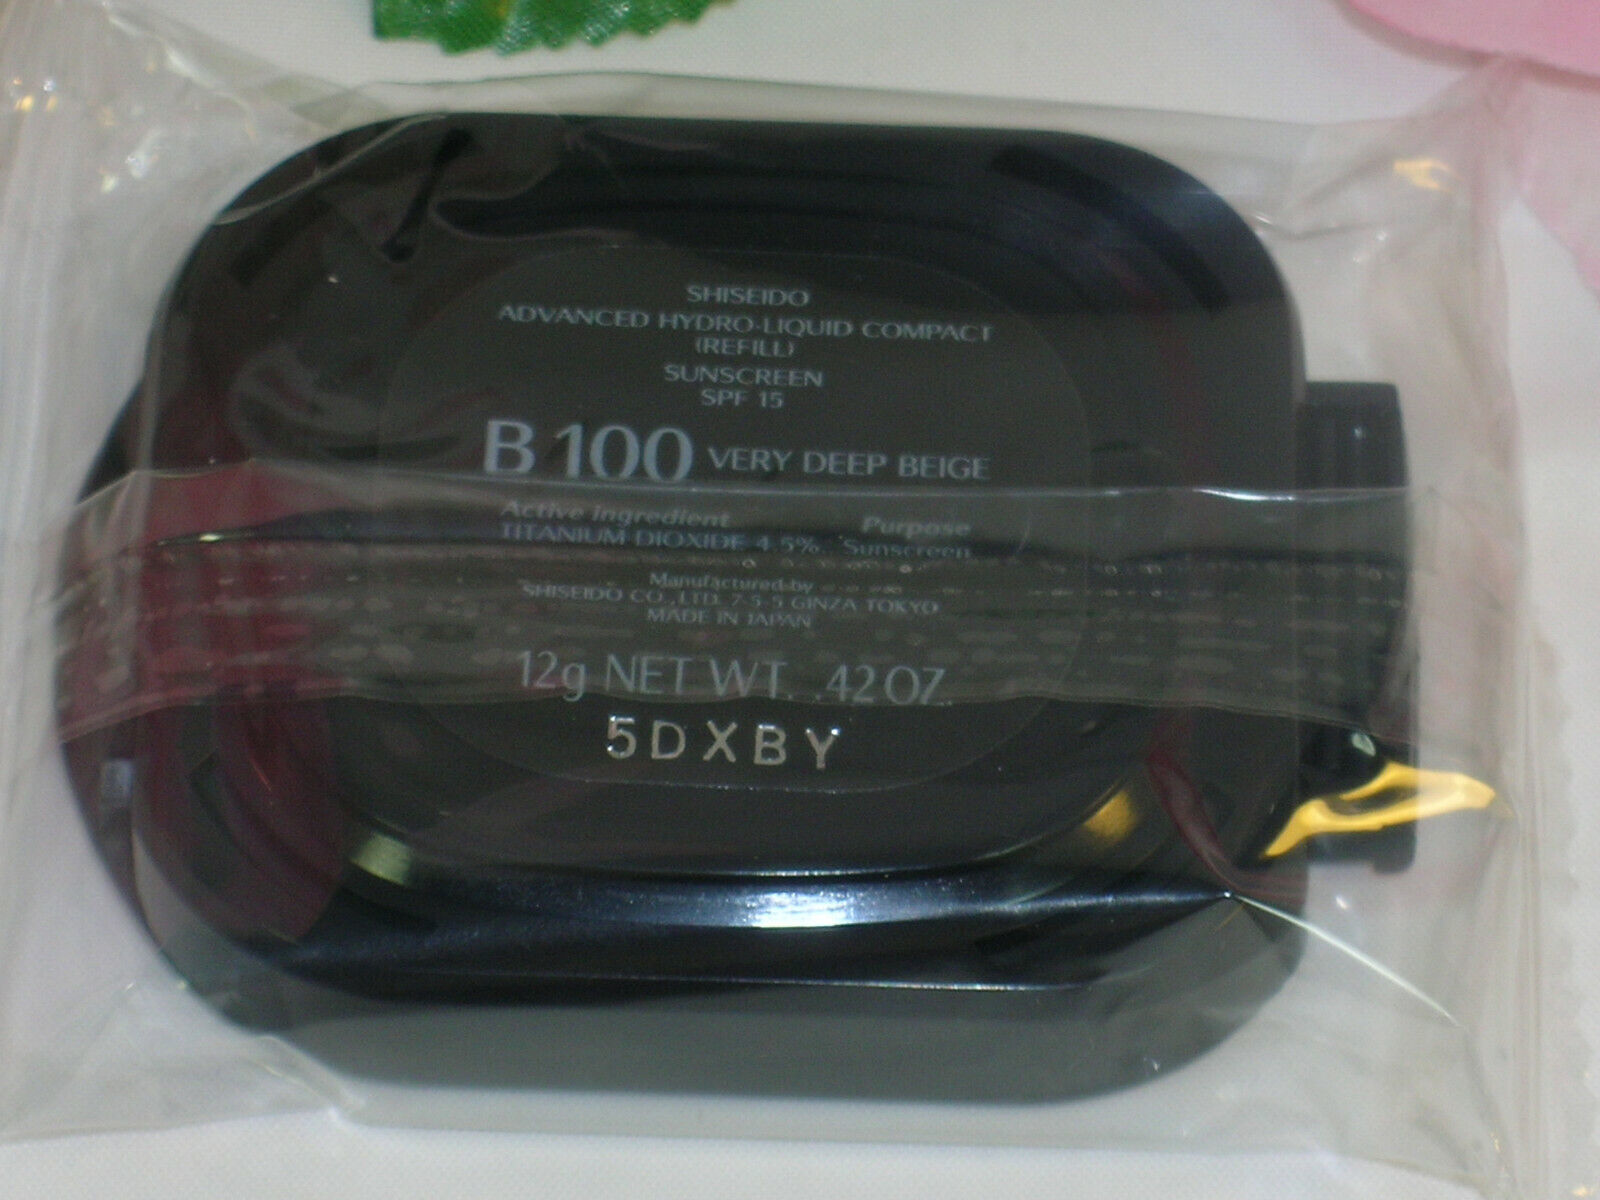 SHISEIDO
ADVANCED HYDRO-LIQUID COMPACT
(REFILL)
SUNSCREEN
SPF 15
B 100 VERY DEEP BEIGE
Active ingredient Purpose
TITANIUM DIOXIDE 4.5% Sunscreen
Manufactured by
SHISEIDO CO., LTD. 7-5-5 GINZA TOKYO
MADE IN JAPAN
12g NET WT. .42 OZ
5DXBY